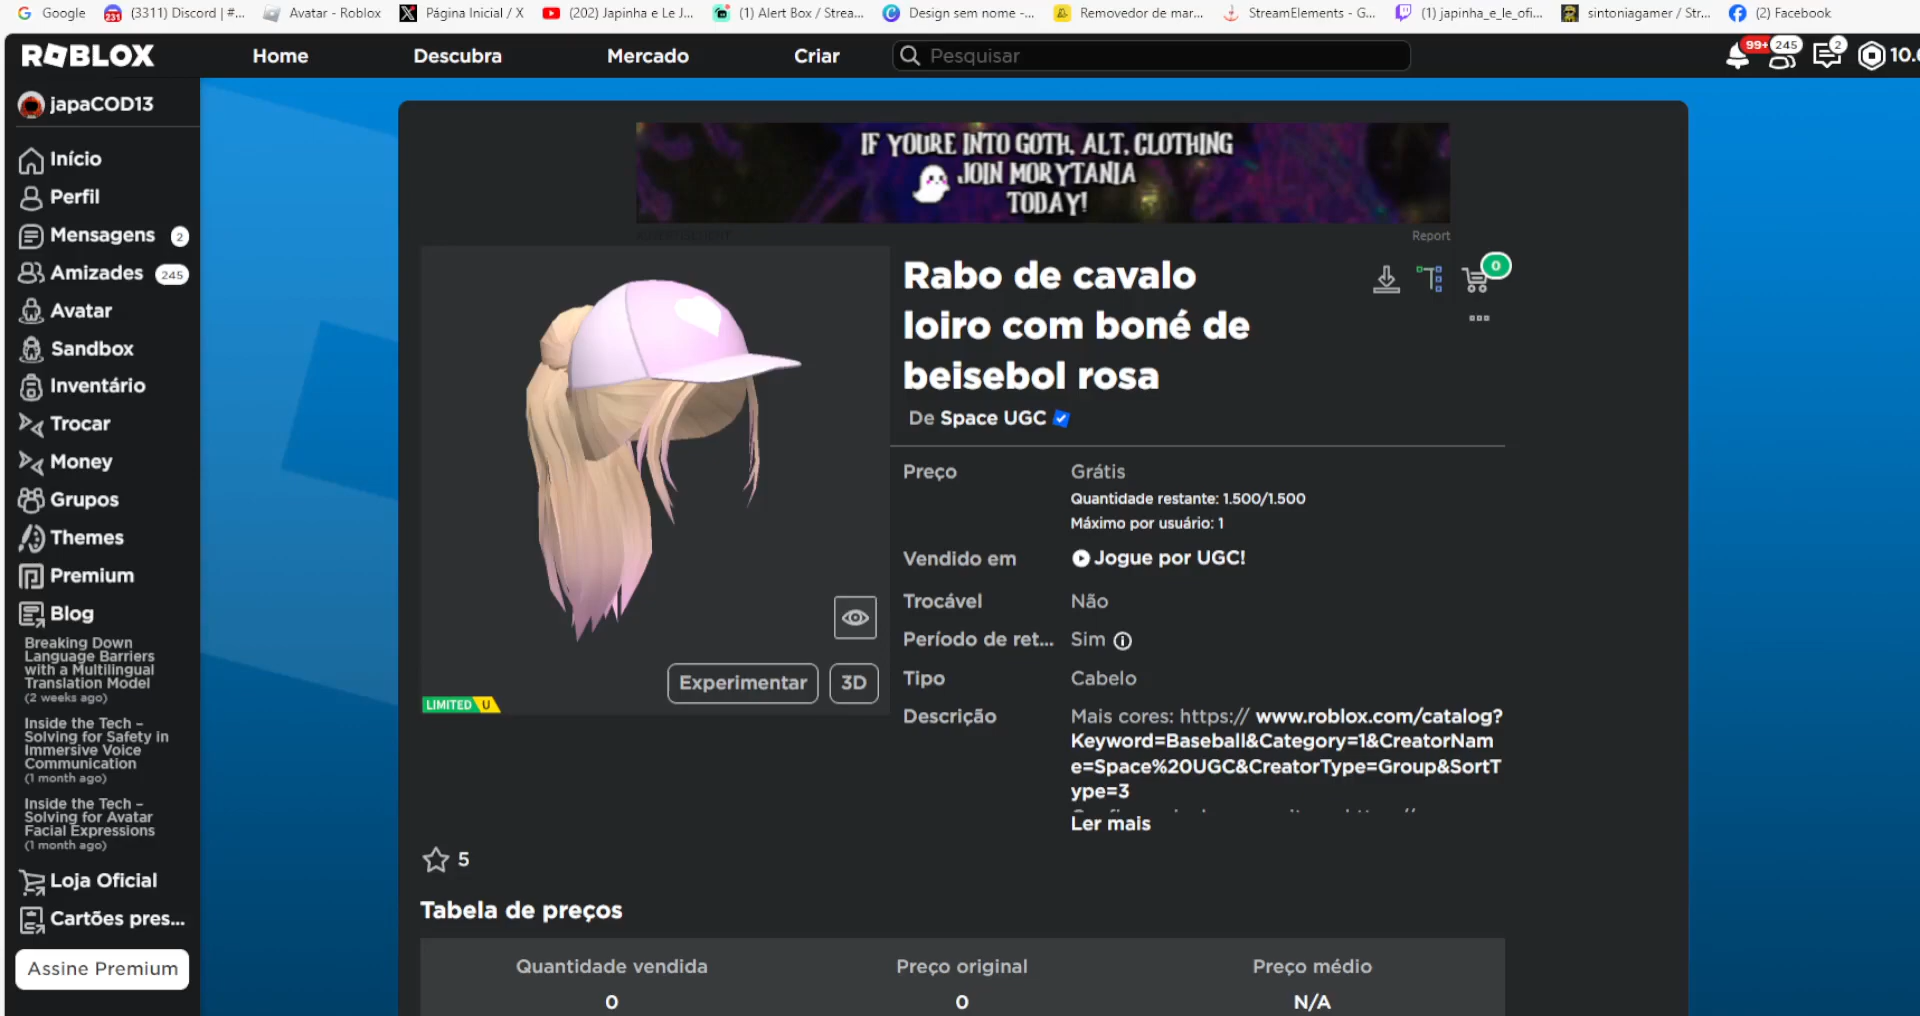 Google
(3311) Discord | #...
Avatar - Roblox
Página Inicial / X
(202) Japinha e Le J...
(1) Alert Box / Strea...
Design sem nome -...
Removedor de mar...
StreamElements - G...
(1) japinha_e_le_ofi...
sintoniagamer / Str...
(2) Facebook
ROBLOX
Home
Descubra
Mercado
Criar
Pesquisar
99+
245
2
japaCOD13
Início
Perfil
Mensagens 2
Amizades 245
Avatar
Sandbox
Inventário
Trocar
Money
Grupos
Themes
Premium
Blog
Breaking Down
Language Barriers
with a Multilingual
Translation Model
(2 weeks ago)
Inside the Tech –
Solving for Safety in
Immersive Voice
Communication
(1 month ago)
Inside the Tech –
Solving for Avatar
Facial Expressions
(1 month ago)
Loja Oficial
Cartões pres...
Assine Premium
IF YOURE INTO GOTH, ALT, CLOTHING
JOIN MORYTANIA
TODAY!
ADVERTISEMENT
Report
Experimentar
3D
LIMITED U
Rabo de cavalo
loiro com boné de
beisebol rosa
0
De Space UGC
Preço Grátis
Quantidade restante: 1.500/1.500
Máximo por usuário: 1
Vendido em Jogue por UGC!
Trocável Não
Período de ret... Sim
Tipo Cabelo
Descrição Mais cores: https:// www.roblox.com/catalog?
Keyword=Baseball&Category=1&CreatorNam
e=Space%20UGC&CreatorType=Group&SortT
ype=3
Ler mais
5
Tabela de preços
Quantidade vendida Preço original Preço médio
0 0 N/A